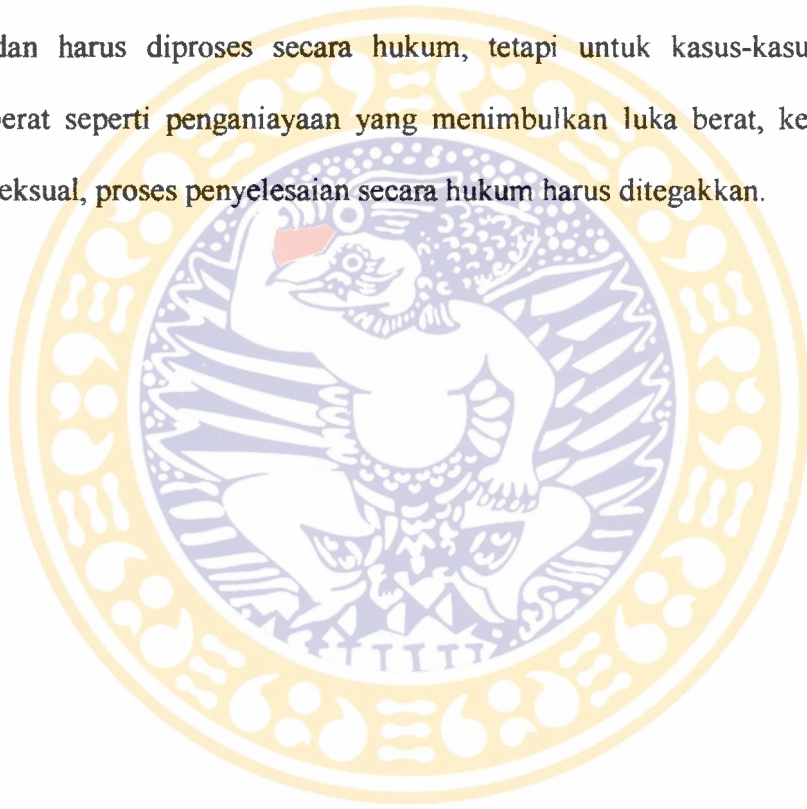 dan harus diproses secara hukum, tetapi untuk kasus-kasu
erat seperti penganiayaan yang menimbulkan luka berat, ke
eksual, proses penyelesaian secara hukum harus ditegakkan.